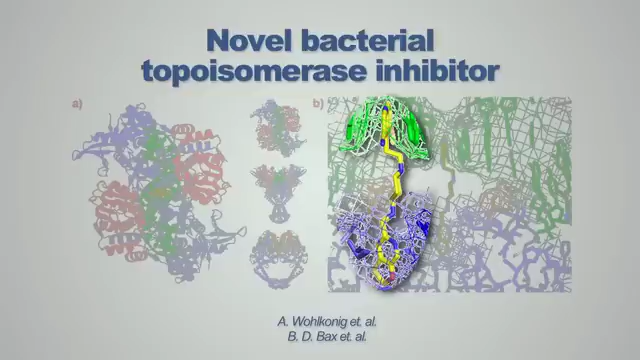 Novel bacterial
topoisomerase inhibitor
a)
b)
A. Wohlkonig et. al.
B. D. Bax et. al.